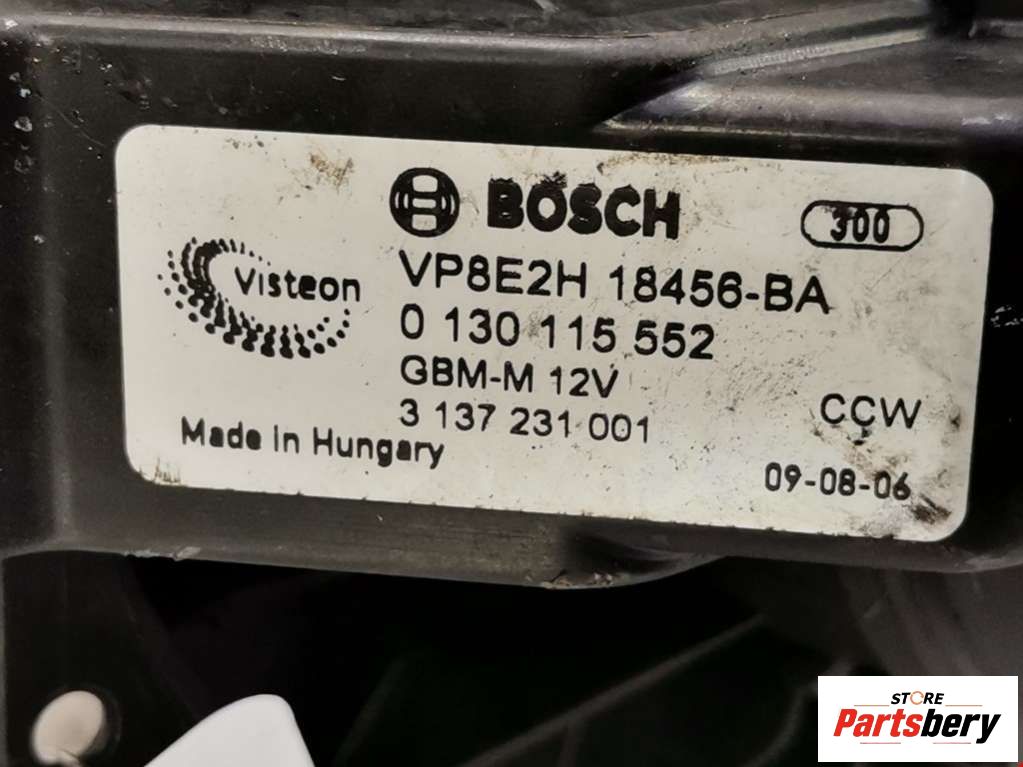 BOSCH
300
Visteon
VP8E2H 18456-BA
0 130 115 552
GBM-M 12V
3 137 231 001
CCW
Made in Hungary
09-08-06
STORE
Partsbery